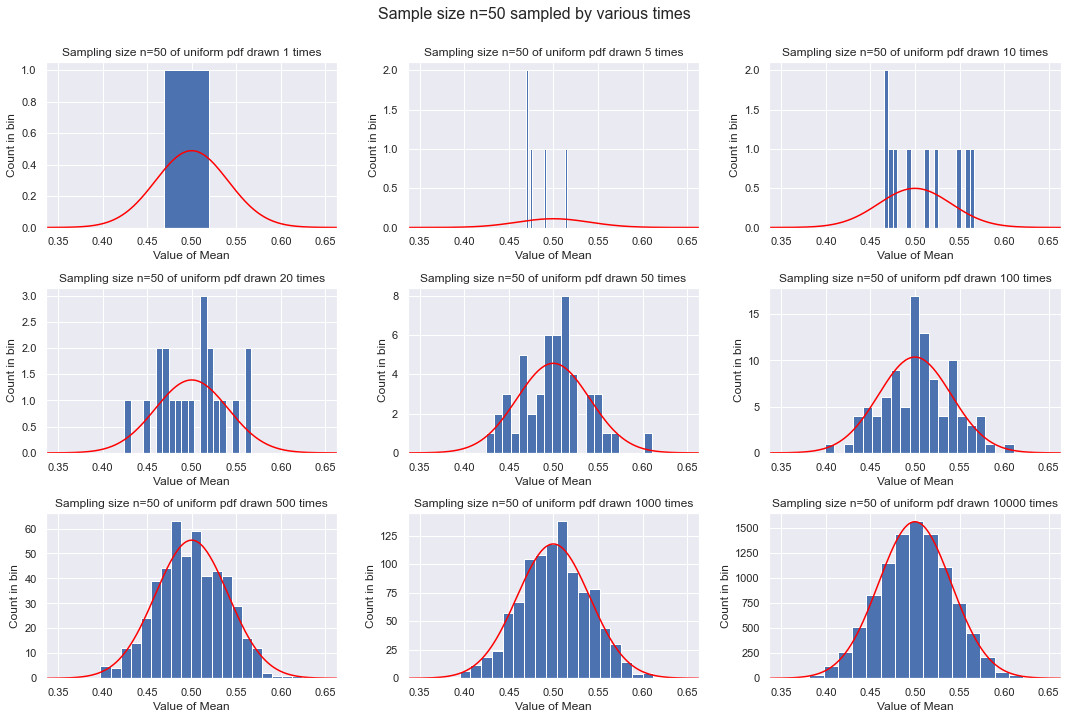 Sample size n=50 sampled by various times
Sampling size n=50 of uniform pdf drawn 1 times
Count in bin
1.0
0.8
0.6
0.4
0.2
0.0
0.35 0.40 0.45 0.50 0.55 0.60 0.65
Value of Mean
Sampling size n=50 of uniform pdf drawn 5 times
Count in bin
2.0
1.5
1.0
0.5
0.0
0.35 0.40 0.45 0.50 0.55 0.60 0.65
Value of Mean
Sampling size n=50 of uniform pdf drawn 10 times
Count in bin
2.0
1.5
1.0
0.5
0.0
0.35 0.40 0.45 0.50 0.55 0.60 0.65
Value of Mean
Sampling size n=50 of uniform pdf drawn 20 times
Count in bin
3.0
2.5
2.0
1.5
1.0
0.5
0.0
0.35 0.40 0.45 0.50 0.55 0.60 0.65
Value of Mean
Sampling size n=50 of uniform pdf drawn 50 times
Count in bin
8
6
4
2
0
0.35 0.40 0.45 0.50 0.55 0.60 0.65
Value of Mean
Sampling size n=50 of uniform pdf drawn 100 times
Count in bin
15
10
5
0
0.35 0.40 0.45 0.50 0.55 0.60 0.65
Value of Mean
Sampling size n=50 of uniform pdf drawn 500 times
Count in bin
60
50
40
30
20
10
0
0.35 0.40 0.45 0.50 0.55 0.60 0.65
Value of Mean
Sampling size n=50 of uniform pdf drawn 1000 times
Count in bin
125
100
75
50
25
0
0.35 0.40 0.45 0.50 0.55 0.60 0.65
Value of Mean
Sampling size n=50 of uniform pdf drawn 10000 times
Count in bin
1500
1250
1000
750
500
250
0
0.35 0.40 0.45 0.50 0.55 0.60 0.65
Value of Mean